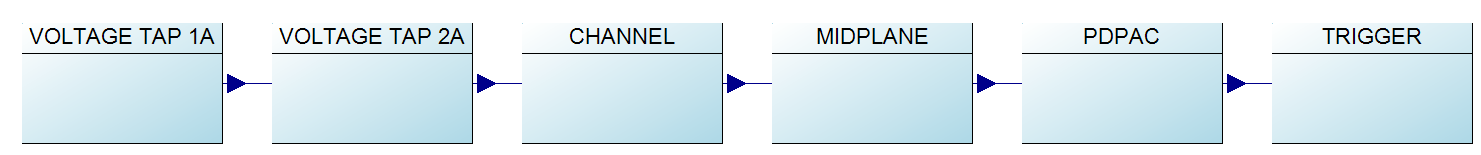 VOLTAGE TAP 1A
VOLTAGE TAP 2A
CHANNEL
MIDPLANE
PDPAC
TRIGGER